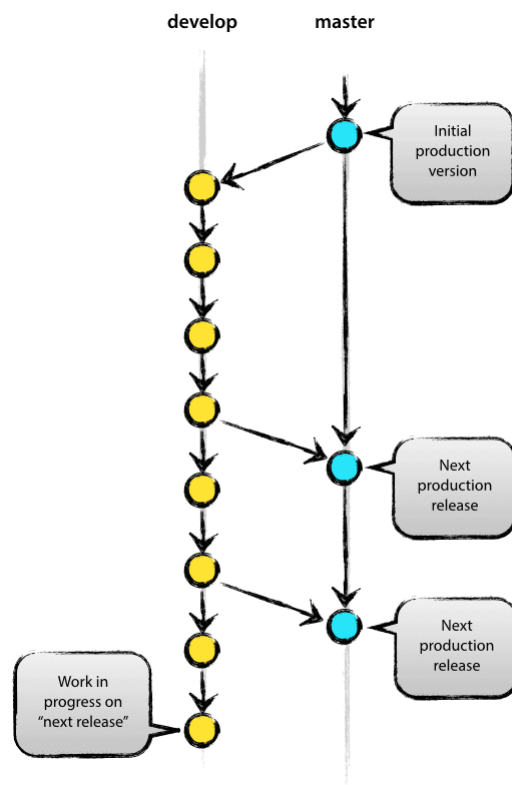 develop
master
Initial
production
version
Next
production
release
Next
production
release
Work in
progress on
“next release”